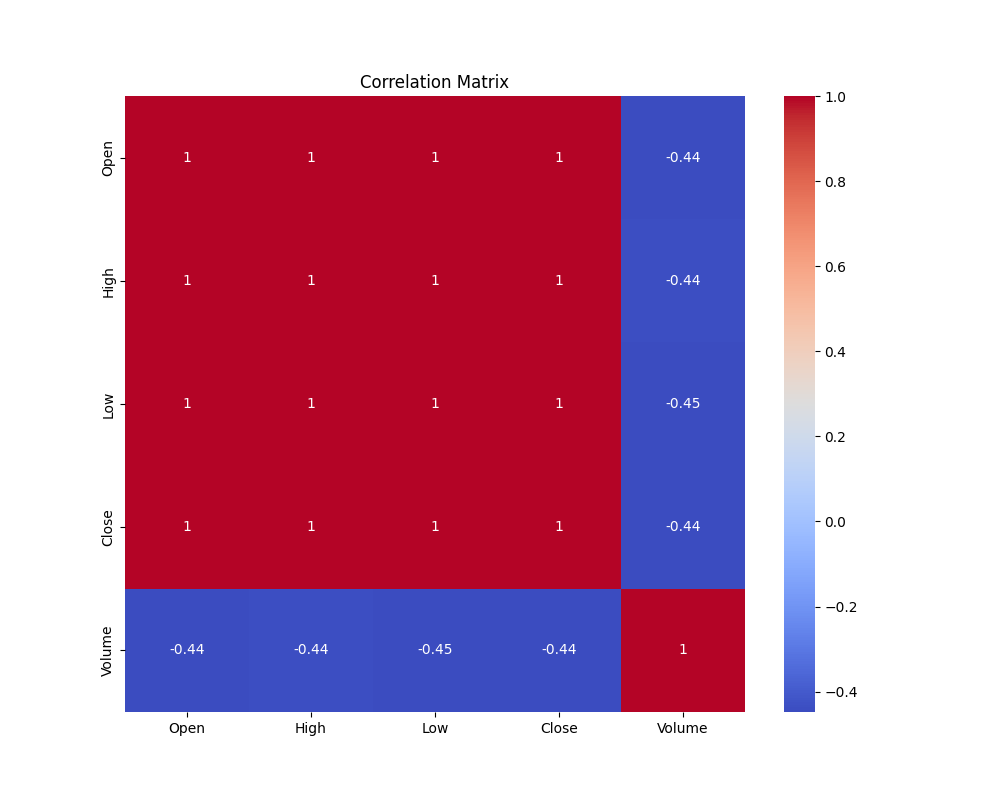 Correlation Matrix
Open 1 1 1 1 -0.44
High 1 1 1 1 -0.44
Low 1 1 1 1 -0.45
Close 1 1 1 1 -0.44
Volume -0.44 -0.44 -0.45 -0.44 1
Open High Low Close Volume
1.0
0.8
0.6
0.4
0.2
0.0
−0.2
−0.4